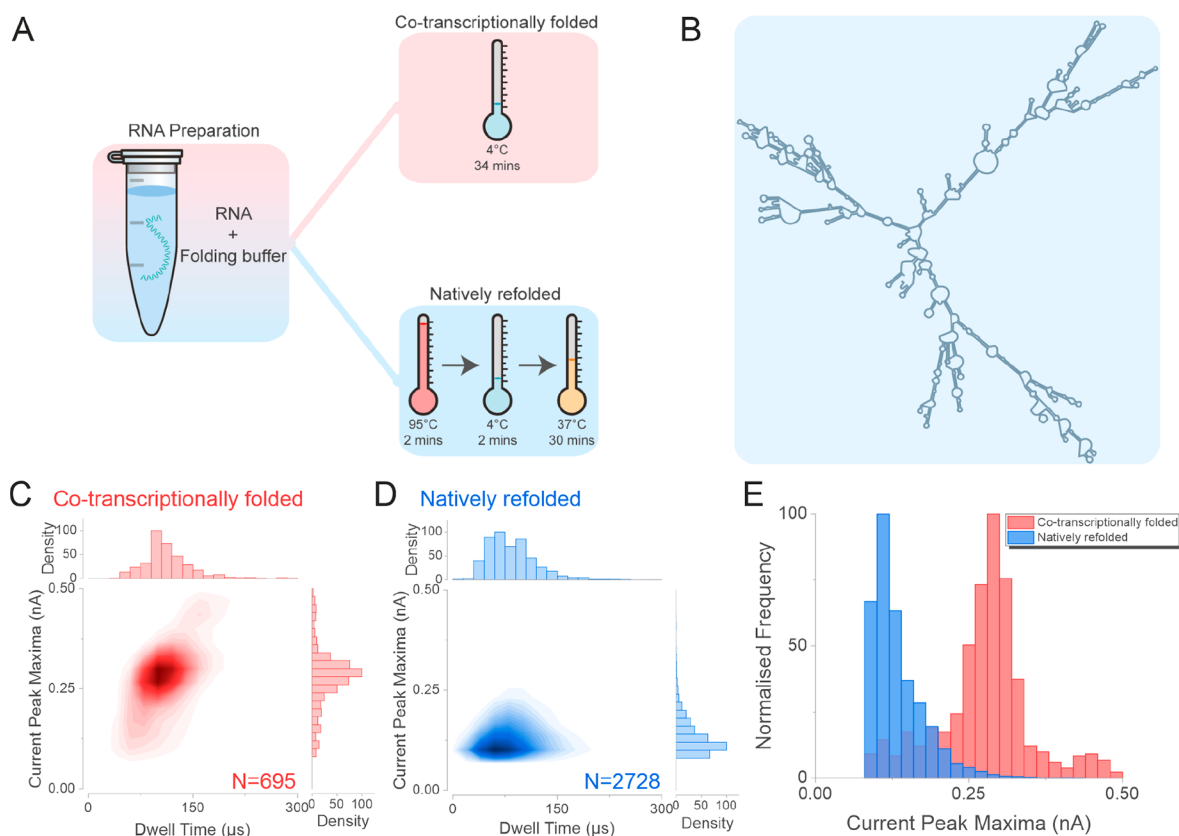 A
Co-transcriptionally folded
4°C
34 mins
RNA Preparation
RNA
+
Folding buffer
Natively refolded
95°C
2 mins
4°C
2 mins
37°C
30 mins
B
C
Co-transcriptionally folded
Density
100
50
0
Current Peak Maxima (nA)
0.50
0.25
0.00
N=695
0
150
300
Dwell Time (µs)
0
50
100
Density
D
Natively refolded
Density
100
50
0
Current Peak Maxima (nA)
0.50
0.25
0.00
N=2728
0
150
300
Dwell Time (µs)
0
50
100
Density
E
Normalised Frequency
100
50
0
Co-transcriptionally folded
Natively refolded
0.00
0.25
0.50
Current Peak Maxima (nA)